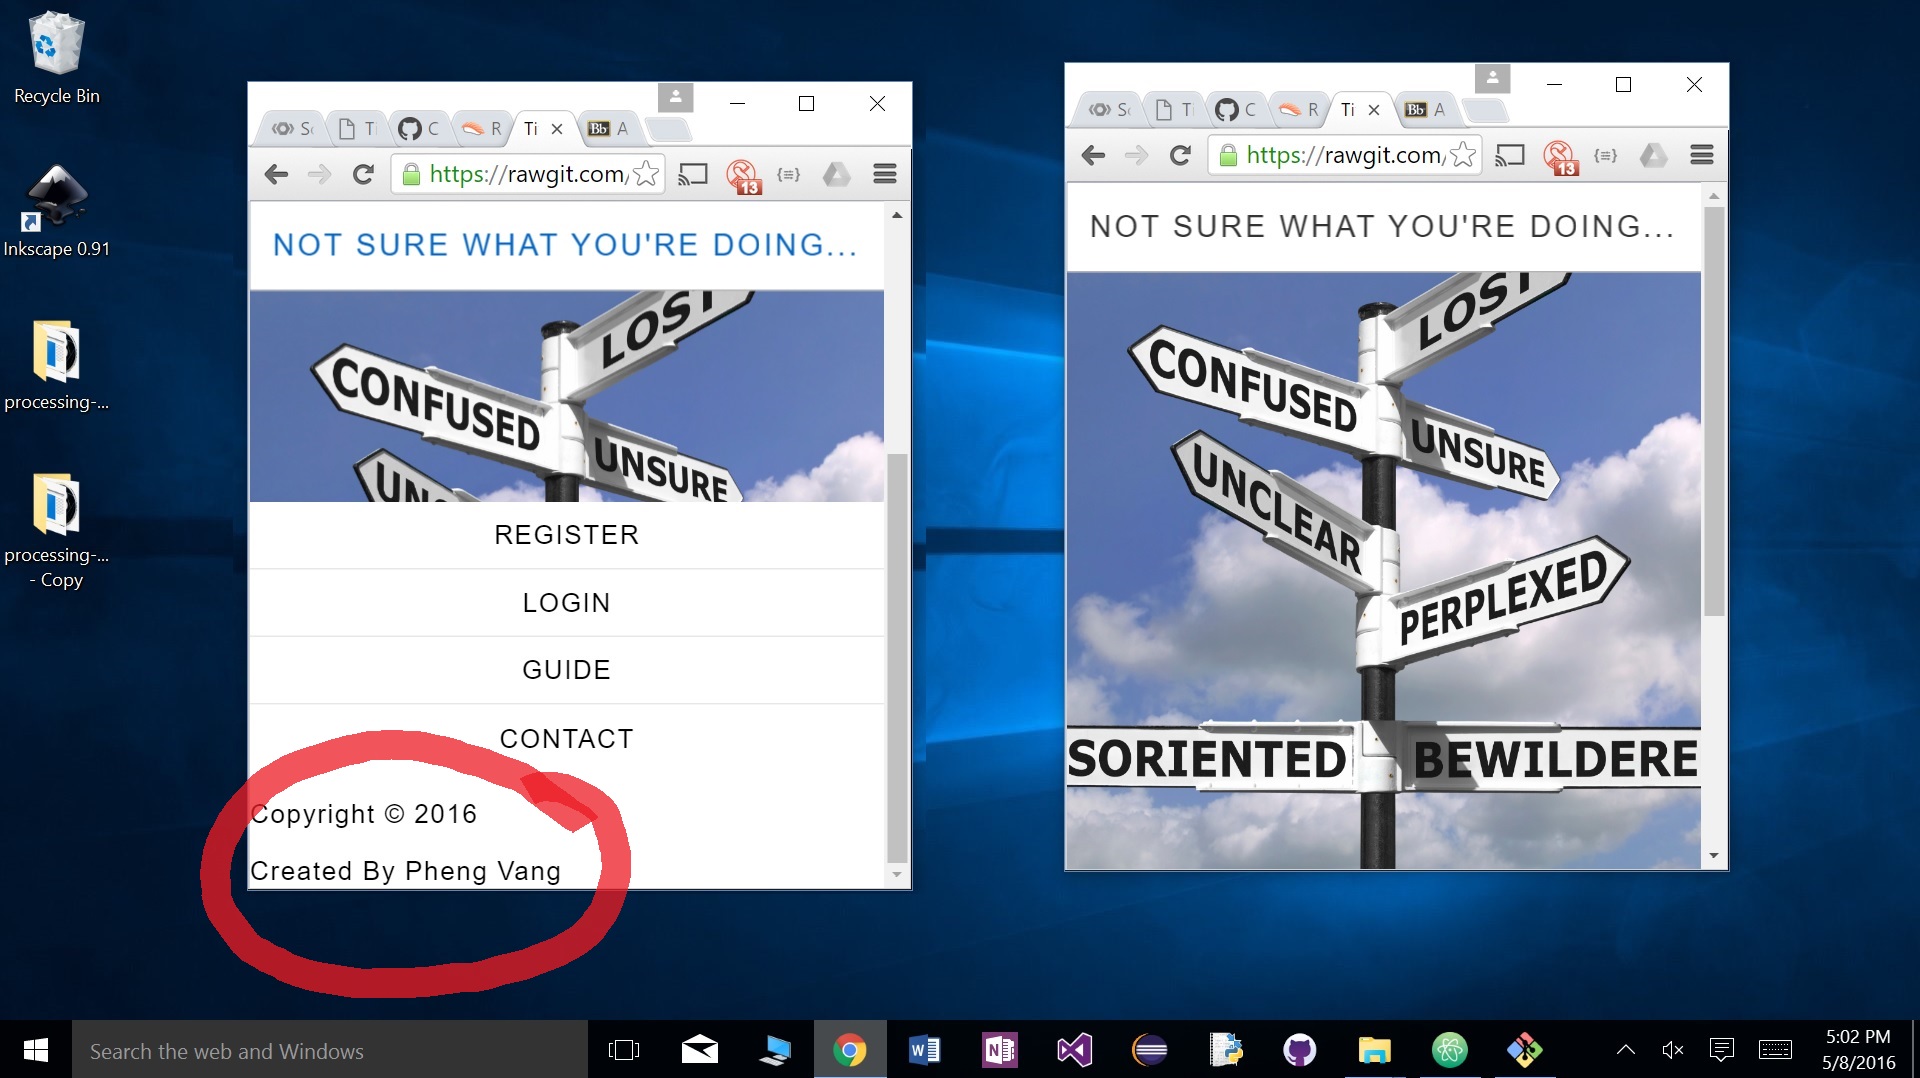 Recycle Bin
Inkscape 0.91
processing-...
processing-...
- Copy
C
R
Ti
Bb A
https://rawgit.com/
13
NOT SURE WHAT YOU'RE DOING...
LOST
CONFUSED
UNSURE
REGISTER
LOGIN
GUIDE
CONTACT
Copyright © 2016
Created By Pheng Vang
C
R
Ti
Bb A
https://rawgit.com/
13
NOT SURE WHAT YOU'RE DOING...
LOST
CONFUSED
UNSURE
UNCLEAR
PERPLEXED
SORIENTED
BEWILDERE
Search the web and Windows
5:02 PM
5/8/2016